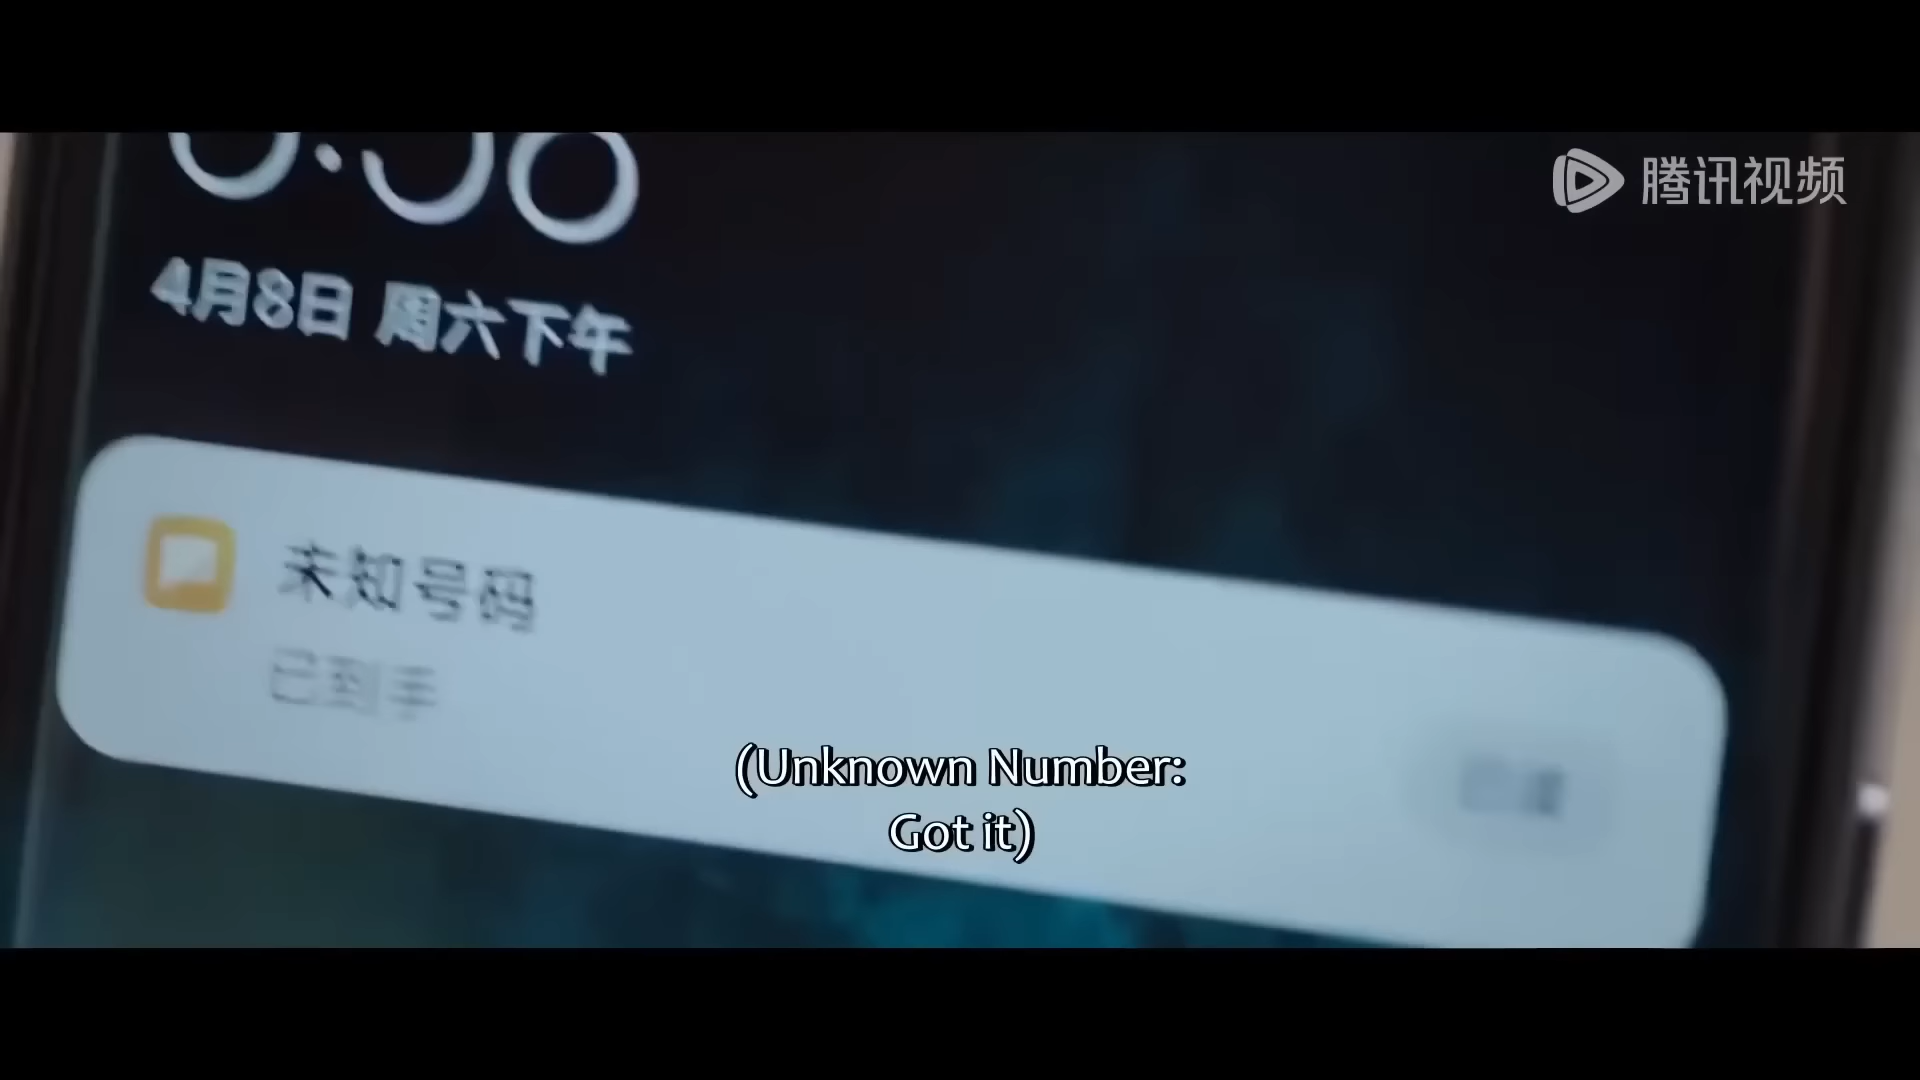 腾讯视频
4月8日 周六下午
未知号码
已到手
(Unknown Number:
Got it)